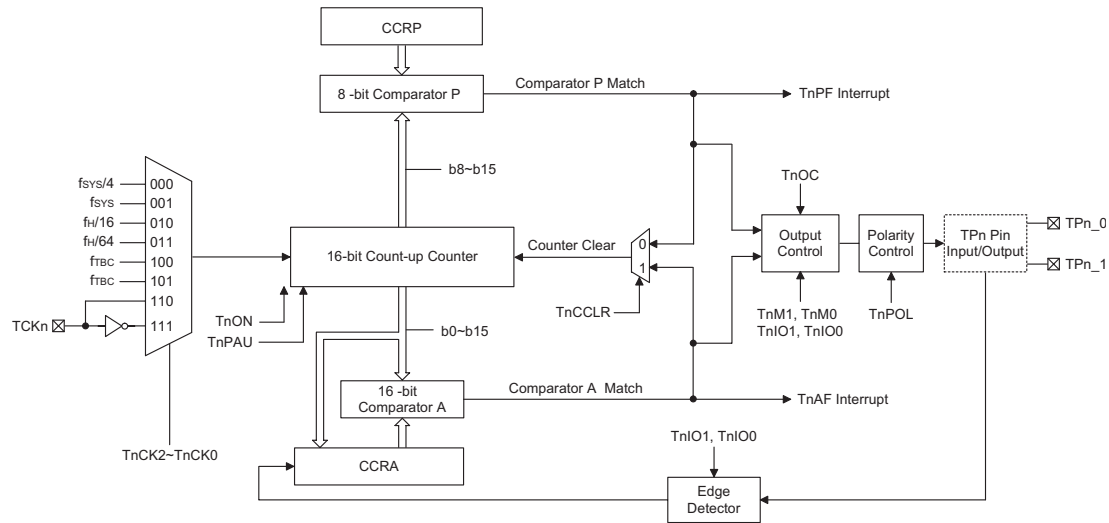 CCRP
8 -bit Comparator P
Comparator P Match
TnPF Interrupt
b8~b15
fSYS/4
000
fSYS
001
fH/16
010
fH/64
011
fTBC
100
fTBC
101
110
111
TCKn
TnCK2~TnCK0
16-bit Count-up Counter
TnON
TnPAU
Counter Clear
0
1
TnCCLR
TnOC
Output
Control
TnM1, TnM0
TnIO1, TnIO0
Polarity
Control
TnPOL
TPn Pin
Input/Output
TPn_0
TPn_1
b0~b15
16 -bit
Comparator A
Comparator A Match
TnAF Interrupt
CCRA
TnIO1, TnIO0
Edge
Detector